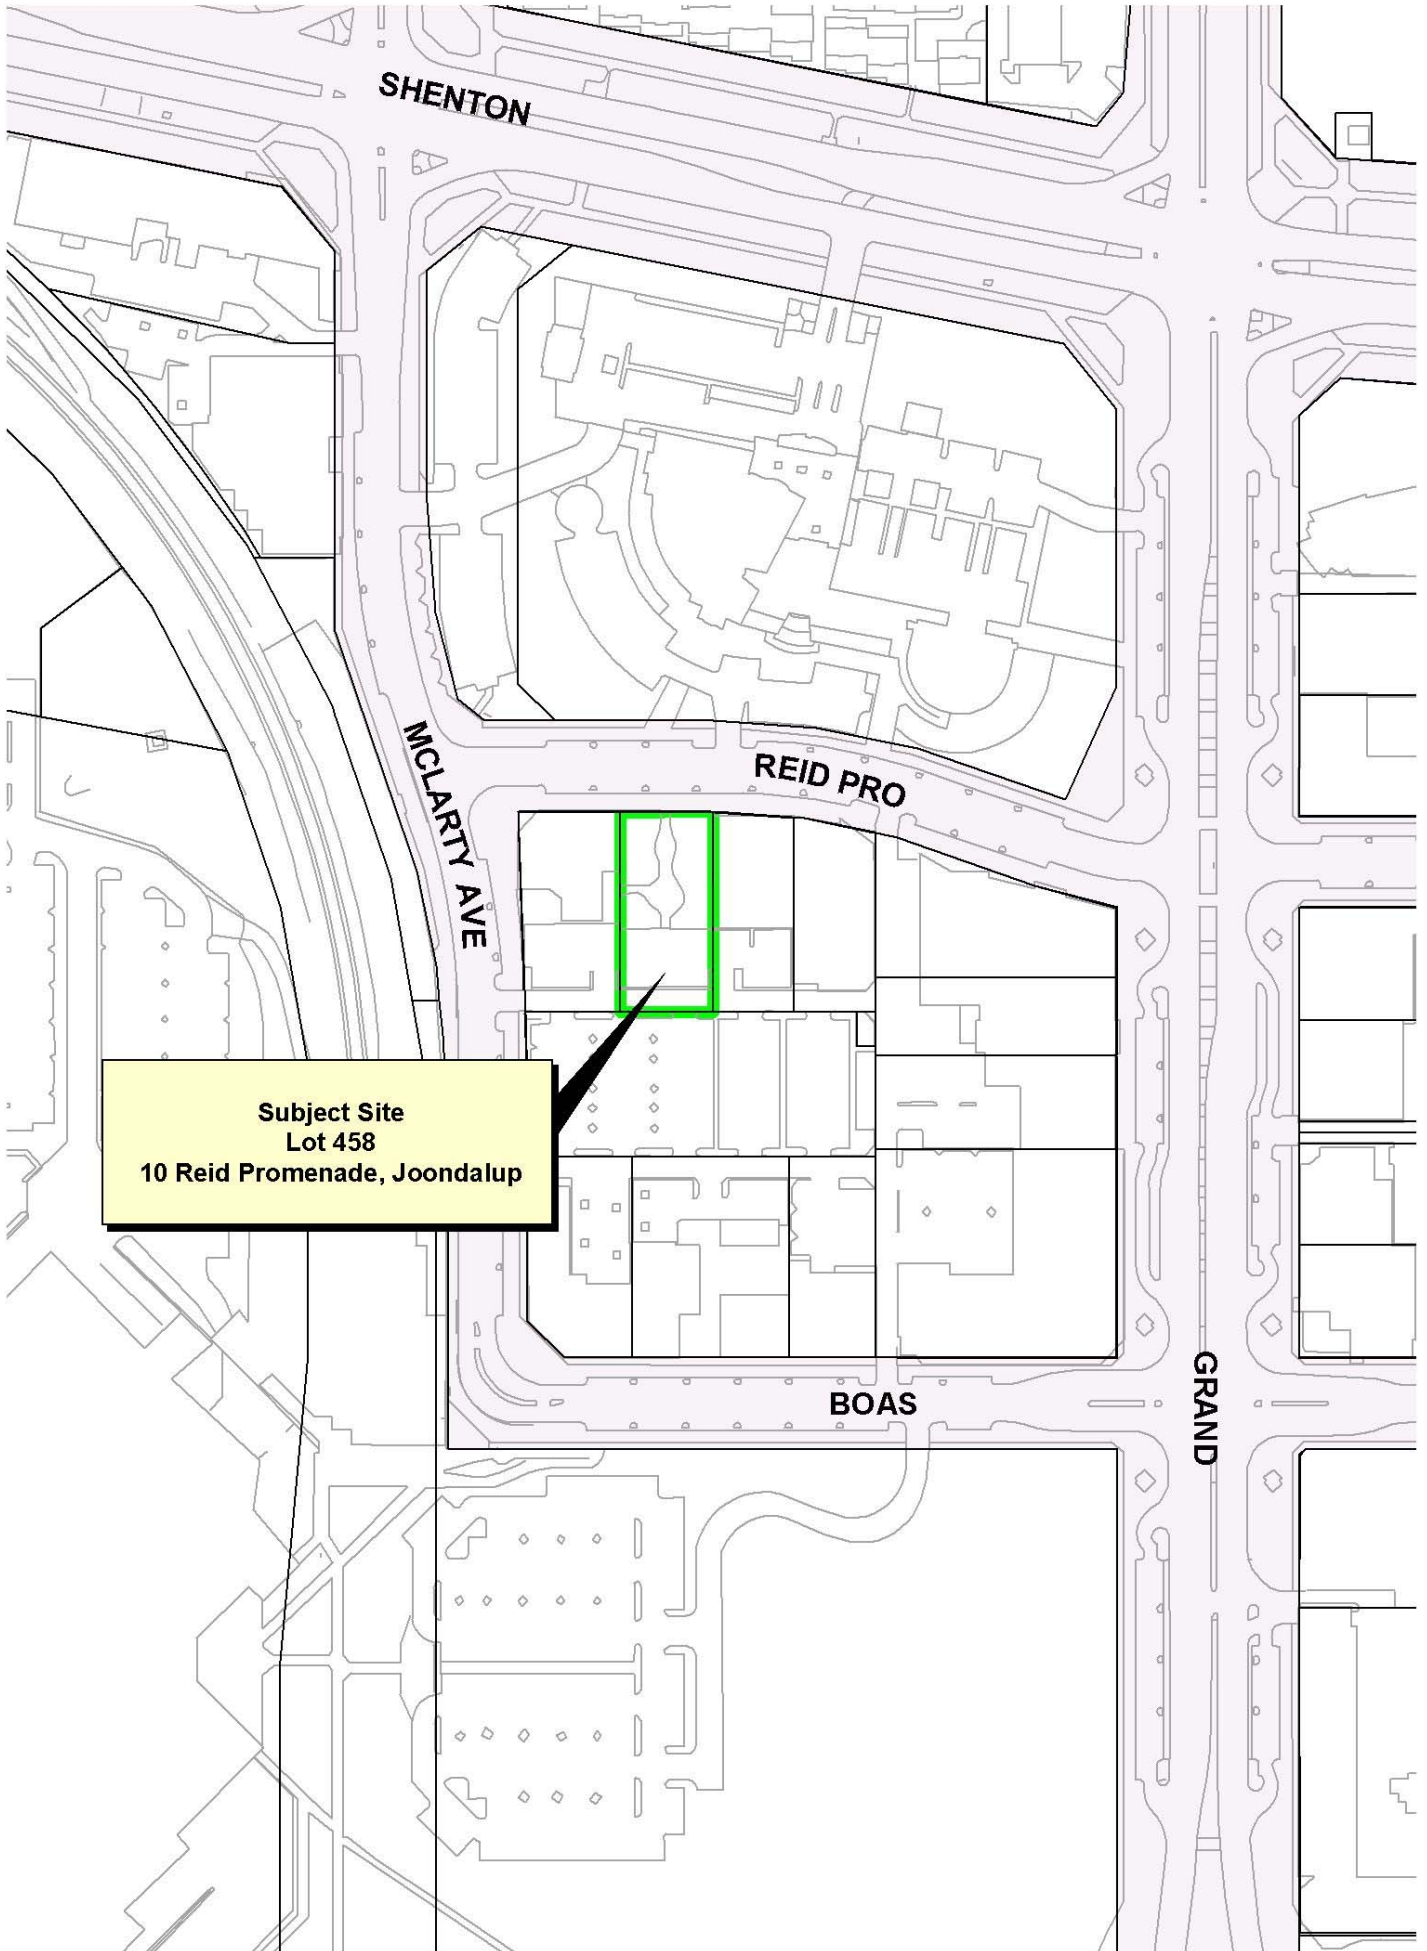 SHENTON
MCLARTY AVE
REID PRO
Subject Site
Lot 458
10 Reid Promenade, Joondalup
BOAS
GRAND